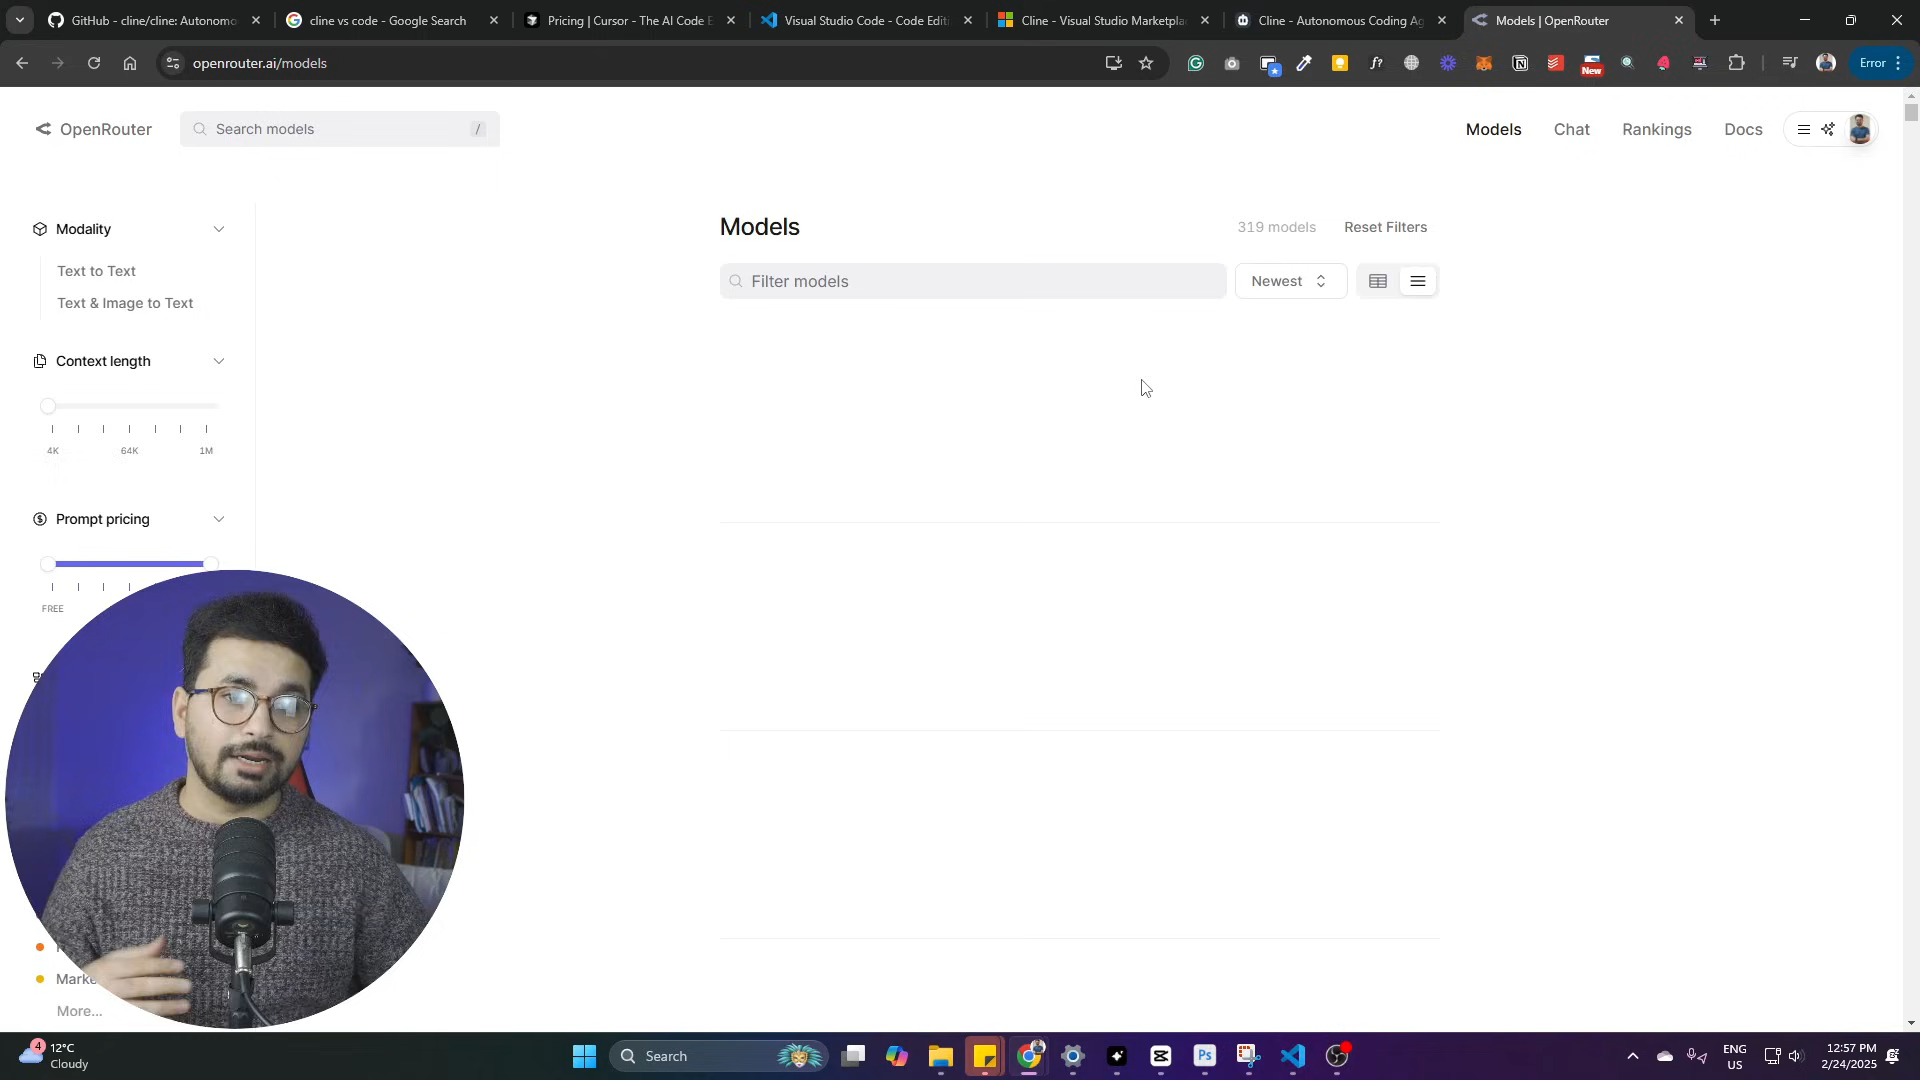 GitHub - cline/cline: Autonomo
cline vs code - Google Search
Pricing | Cursor - The AI Code E
Visual Studio Code - Code Editi
Cline - Visual Studio Marketpla
Cline - Autonomous Coding Ag
Models | OpenRouter
openrouter.ai/models
New
Error
OpenRouter
Search models
/
Models
Chat
Rankings
Docs
Modality
Text to Text
Text & Image to Text
Context length
4K
64K
1M
Prompt pricing
FREE
Marke
More...
Models
319 models
Reset Filters
Filter models
Newest
4
12°C
Cloudy
Search
Ps
ENG
US
12:57 PM
2/24/2025